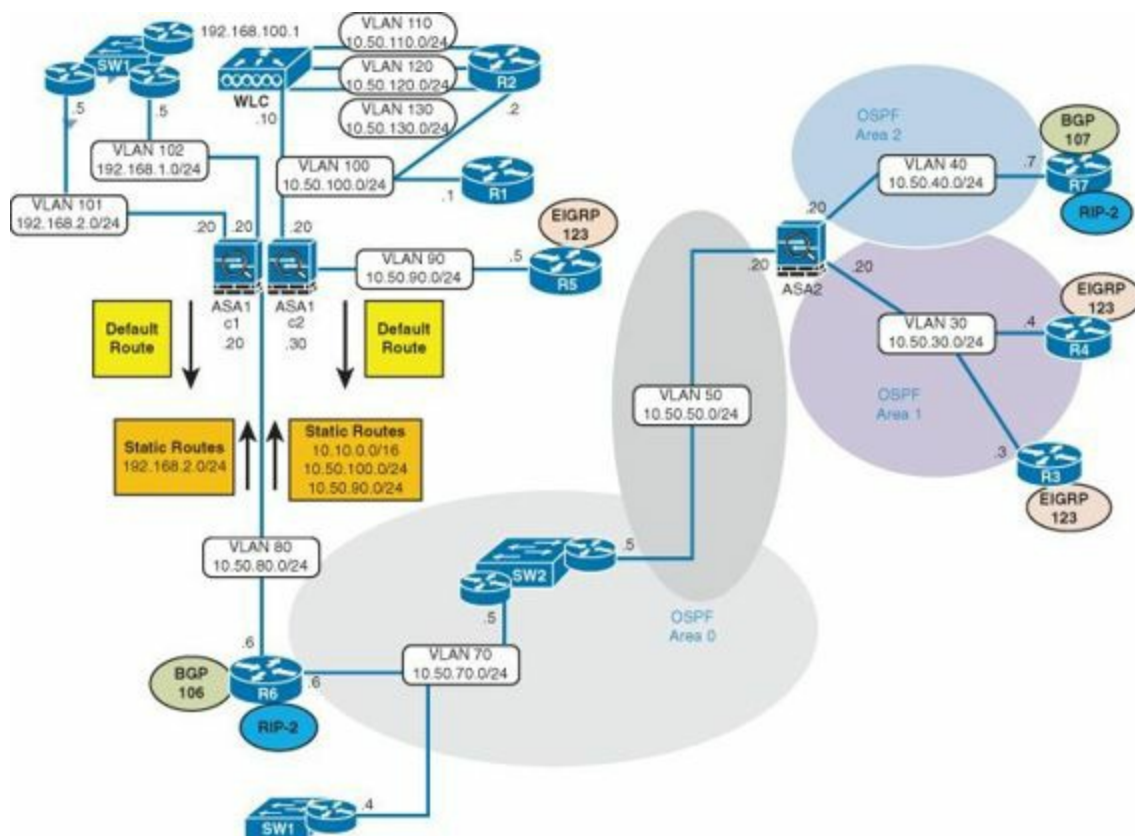 192.168.100.1
SW1
.5
.5
VLAN 102
192.168.1.0/24
VLAN 101
192.168.2.0/24
.20
.20
WLC
.10
VLAN 110
10.50.110.0/24
VLAN 120
10.50.120.0/24
VLAN 130
10.50.130.0/24
R2
.2
VLAN 100
10.50.100.0/24
.1
R1
.20
ASA1
c1
.20
ASA1
c2
.30
VLAN 90
10.50.90.0/24
.5
EIGRP
123
R5
Default
Route
Default
Route
Static Routes
192.168.2.0/24
Static Routes
10.10.0.0/16
10.50.100.0/24
10.50.90.0/24
VLAN 80
10.50.80.0/24
.6
BGP
106
R6
.6
RIP-2
VLAN 70
10.50.70.0/24
.5
SW2
.5
OSPF
Area 0
SW1
.4
VLAN 50
10.50.50.0/24
.20
ASA2
.20
.20
OSPF
Area 2
VLAN 40
10.50.40.0/24
.7
BGP
107
R7
RIP-2
VLAN 30
10.50.30.0/24
.4
EIGRP
123
R4
OSPF
Area 1
.3
R3
EIGRP
123